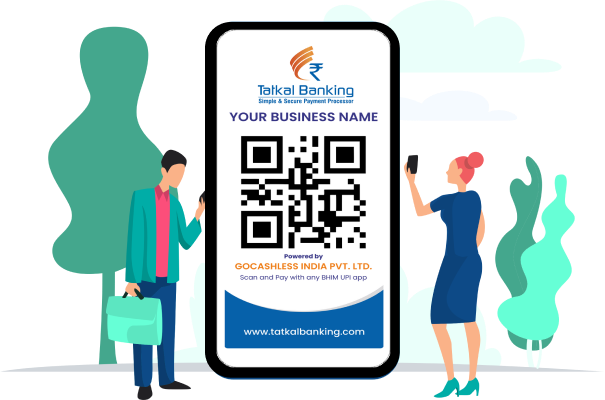 Tatkal Banking
Simple & Secure Payment Processor
YOUR BUSINESS NAME
Powered by
GOCASHLESS INDIA PVT. LTD.
Scan and Pay with any BHIM UPI app
www.tatkalbanking.com